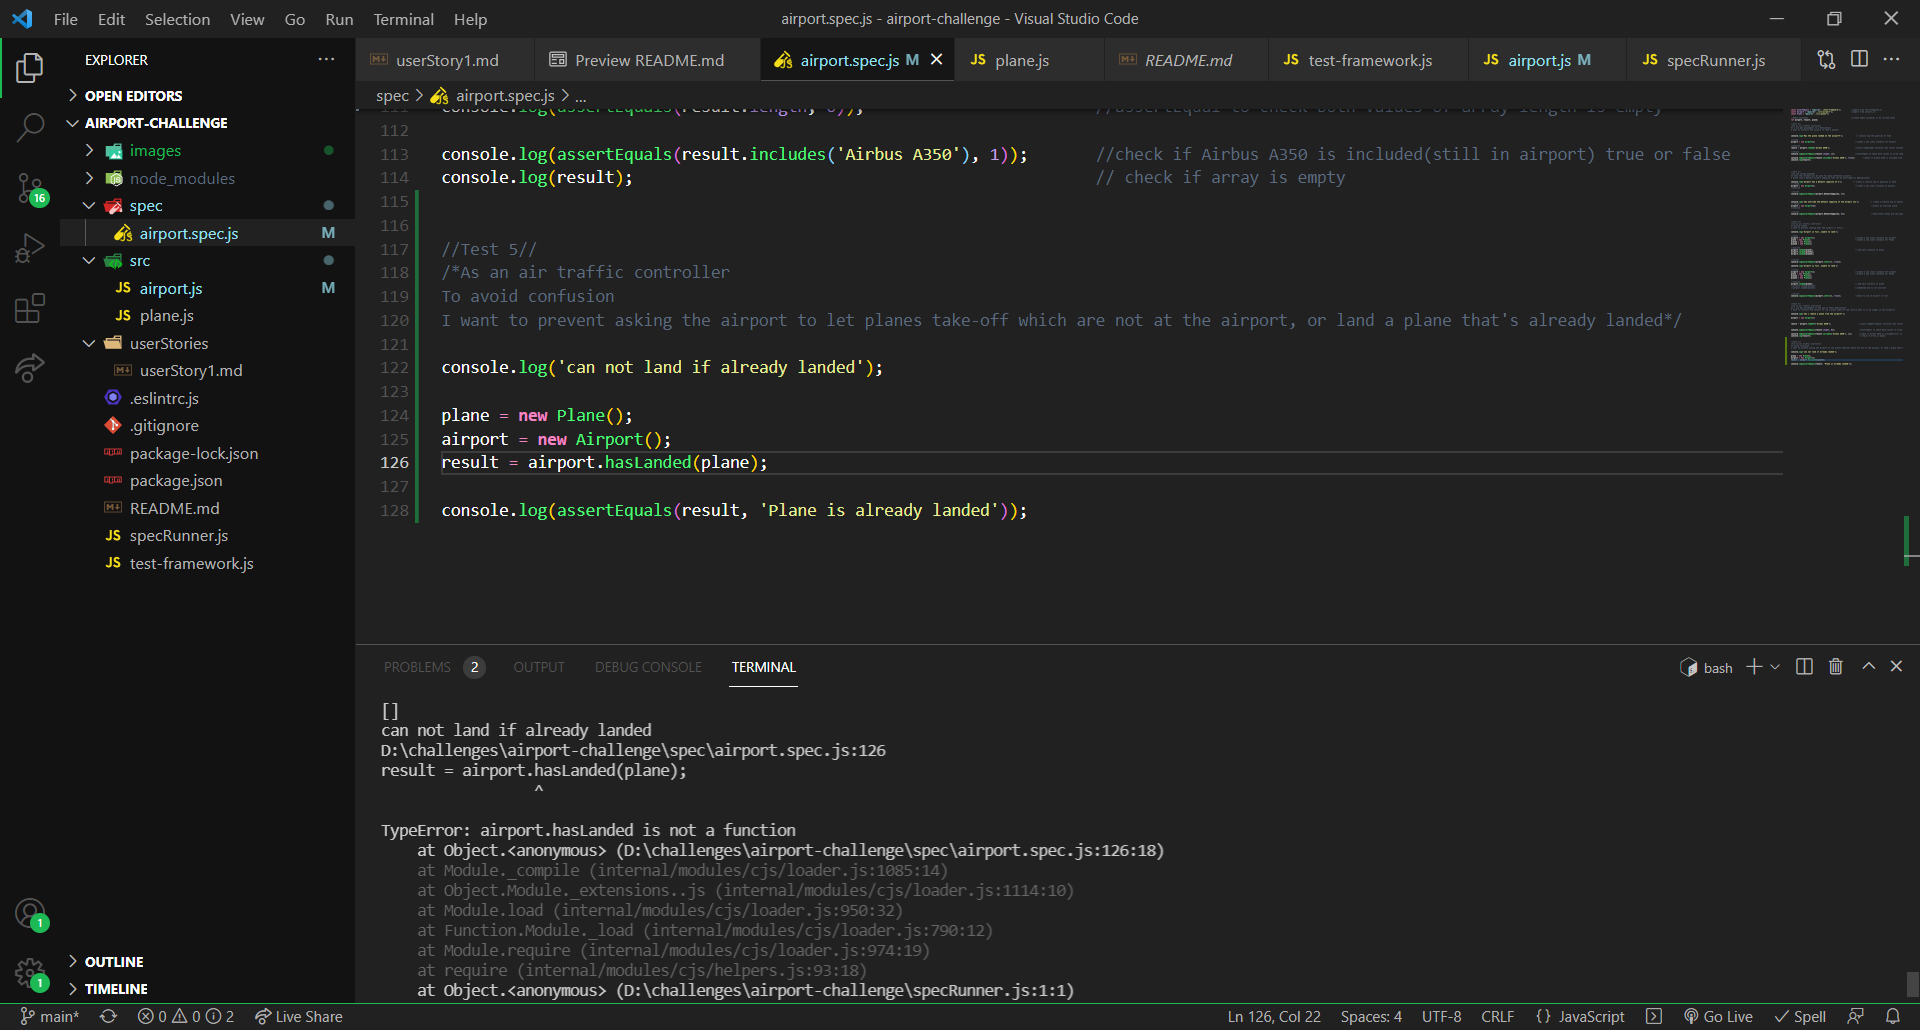 File Edit Selection View Go Run Terminal Help
airport.spec.js - airport-challenge - Visual Studio Code
EXPLORER
OPEN EDITORS
AIRPORT-CHALLENGE
images
node_modules
spec
airport.spec.js M
src
airport.js M
plane.js
userStories
userStory1.md
.eslintrc.js
.gitignore
package-lock.json
package.json
README.md
specRunner.js
test-framework.js
OUTLINE
TIMELINE
16
1
1
userStory1.md Preview README.md airport.spec.js M plane.js README.md test-framework.js airport.js M specRunner.js
spec > airport.spec.js > ...
112
113 console.log(assertEquals(result.includes('Airbus A350'), 1)); //check if Airbus A350 is included(still in airport) true or false
114 console.log(result); // check if array is empty
115
116
117 //Test 5//
118 /*As an air traffic controller
119 To avoid confusion
120 I want to prevent asking the airport to let planes take-off which are not at the airport, or land a plane that's already landed*/
121
122 console.log('can not land if already landed');
123
124 plane = new Plane();
125 airport = new Airport();
126 result = airport.hasLanded(plane);
127
128 console.log(assertEquals(result, 'Plane is already landed'));
PROBLEMS 2 OUTPUT DEBUG CONSOLE TERMINAL
bash
[]
can not land if already landed
D:\challenges\airport-challenge\spec\airport.spec.js:126
result = airport.hasLanded(plane);
^
TypeError: airport.hasLanded is not a function
at Object.<anonymous> (D:\challenges\airport-challenge\spec\airport.spec.js:126:18)
at Module._compile (internal/modules/cjs/loader.js:1085:14)
at Object.Module._extensions..js (internal/modules/cjs/loader.js:1114:10)
at Module.load (internal/modules/cjs/loader.js:950:32)
at Function.Module._load (internal/modules/cjs/loader.js:790:12)
at Module.require (internal/modules/cjs/loader.js:974:19)
at require (internal/modules/cjs/helpers.js:93:18)
at Object.<anonymous> (D:\challenges\airport-challenge\specRunner.js:1:1)
main* 0 0 2 Live Share
Ln 126, Col 22 Spaces: 4 UTF-8 CRLF {} JavaScript Go Live Spell